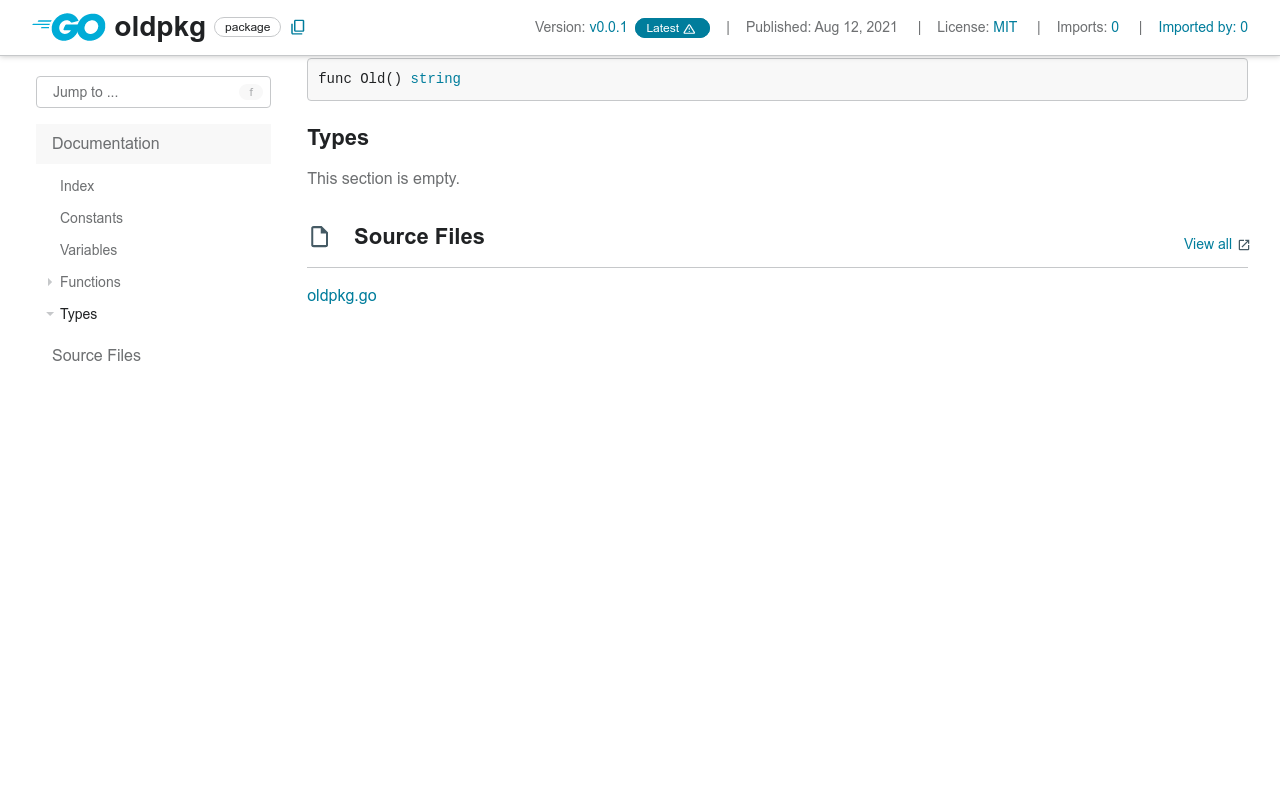 GO oldpkg package Version: v0.0.1 Latest | Published: Aug 12, 2021 | License: MIT | Imports: 0 | Imported by: 0
Jump to ... f
Documentation
Index
Constants
Variables
Functions
Types
Source Files
func Old() string
Types
This section is empty.
Source Files
View all
oldpkg.go